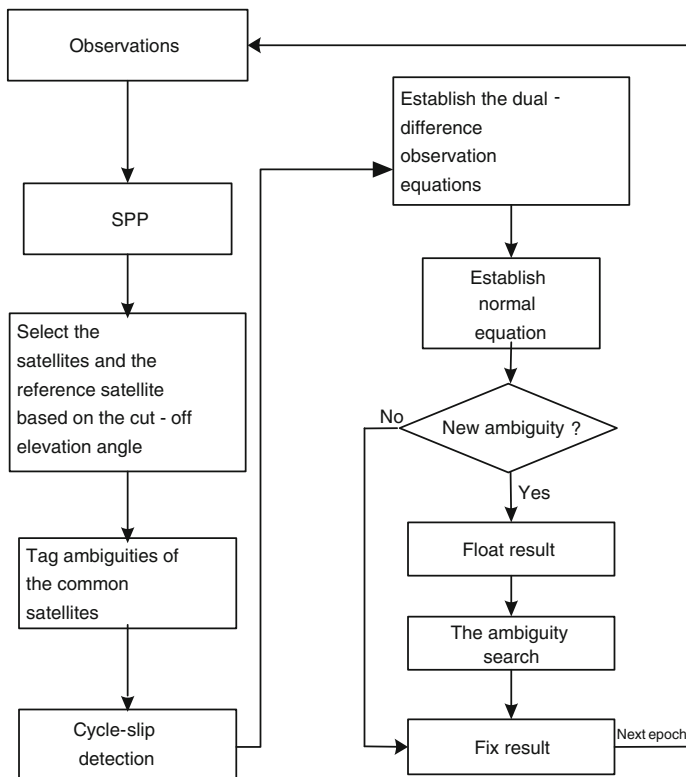 Observations
SPP
Select the
satellites and the
reference satellite
based on the cut - off
elevation angle
Tag ambiguities of
the common
satellites
Cycle-slip
detection
Establish the dual -
difference
observation
equations
Establish
normal
equation
New ambiguity ?
No
Yes
Float result
The ambiguity
search
Fix result
Next epoch